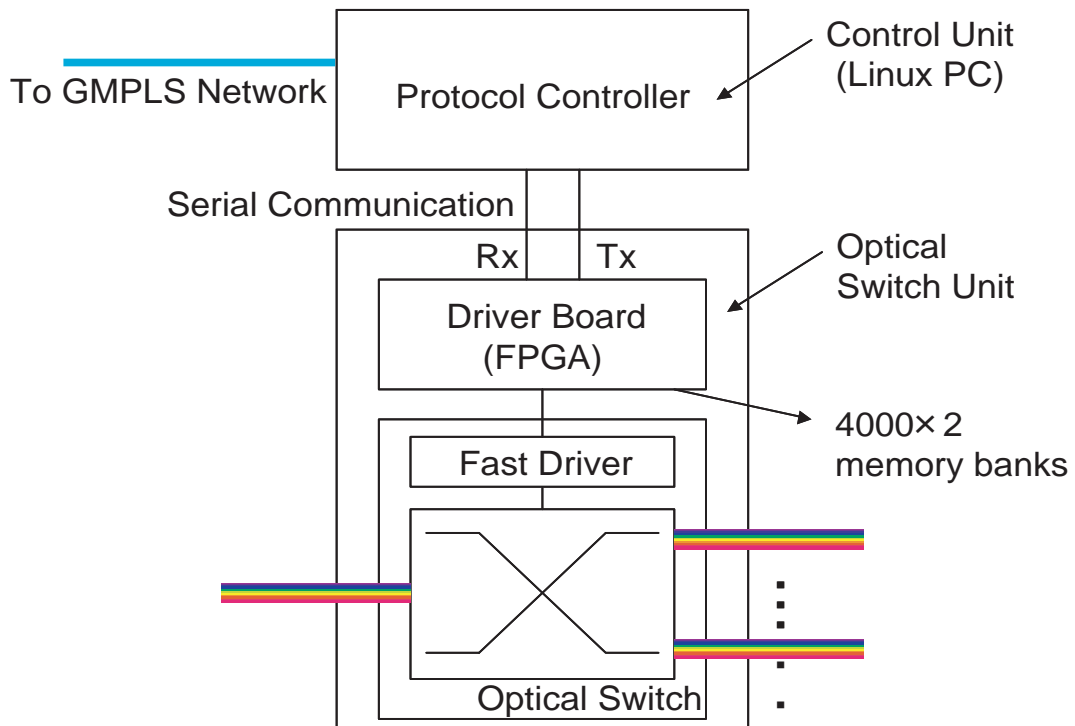 Control Unit
(Linux PC)
To GMPLS Network
Protocol Controller
Serial Communication
Rx
Tx
Optical
Switch Unit
Driver Board
(FPGA)
4000×2
memory banks
Fast Driver
Optical Switch